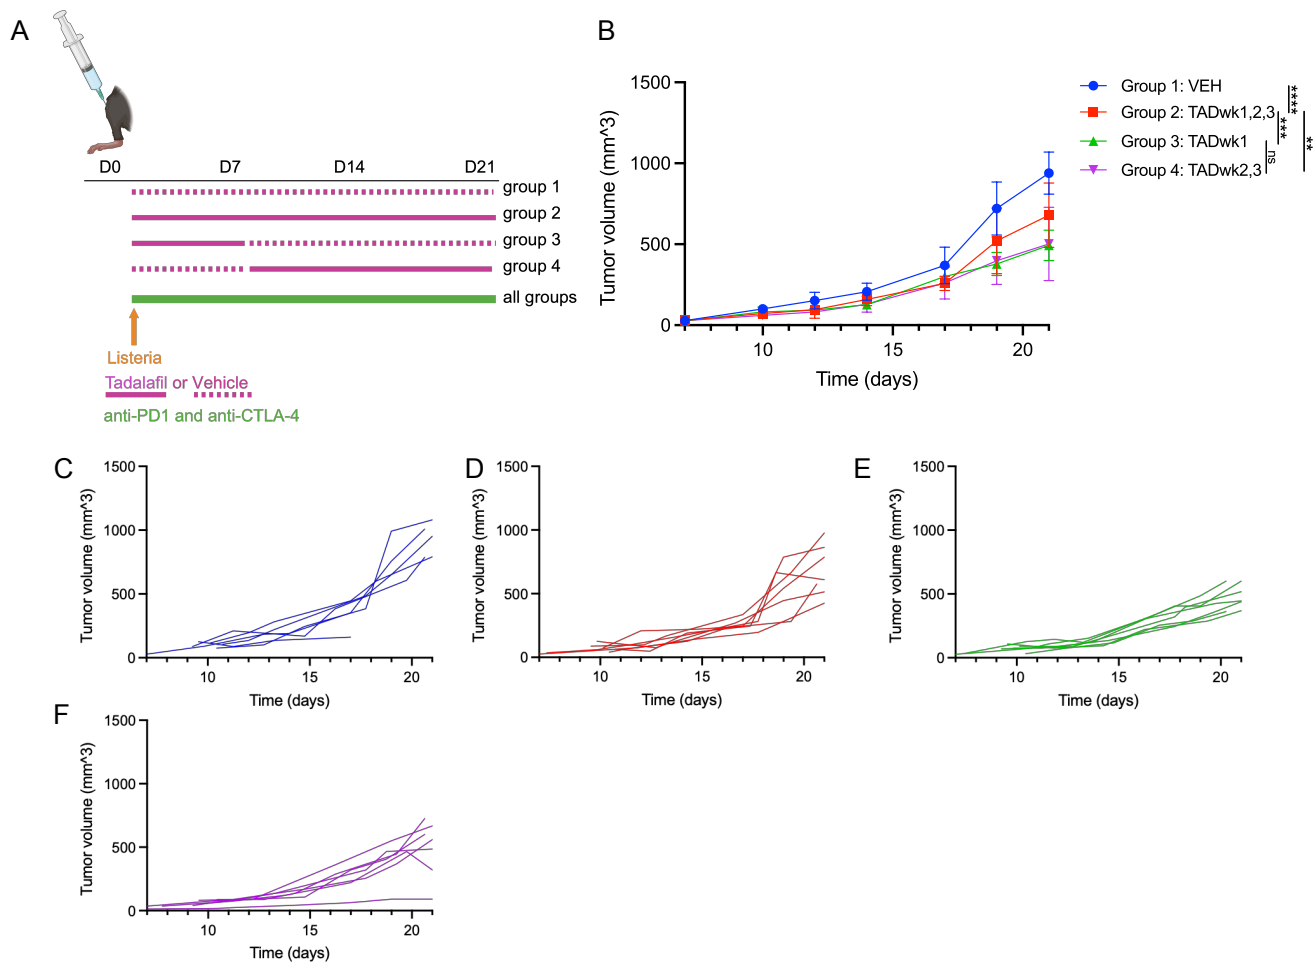 A
D0 D7 D14 D21
group 1
group 2
group 3
group 4
all groups
Listeria
Tadalafil or Vehicle
anti-PD1 and anti-CTLA-4
B
Tumor volume (mm^3)
1500
1000
500
0
10 15 20
Time (days)
Group 1: VEH
Group 2: TADwk1,2,3
Group 3: TADwk1
Group 4: TADwk2,3
****
***
**
ns
C
Tumor volume (mm^3)
1500
1000
500
0
10 15 20
Time (days)
D
Tumor volume (mm^3)
1500
1000
500
0
10 15 20
Time (days)
E
Tumor volume (mm^3)
1500
1000
500
0
10 15 20
Time (days)
F
Tumor volume (mm^3)
1500
1000
500
0
10 15 20
Time (days)